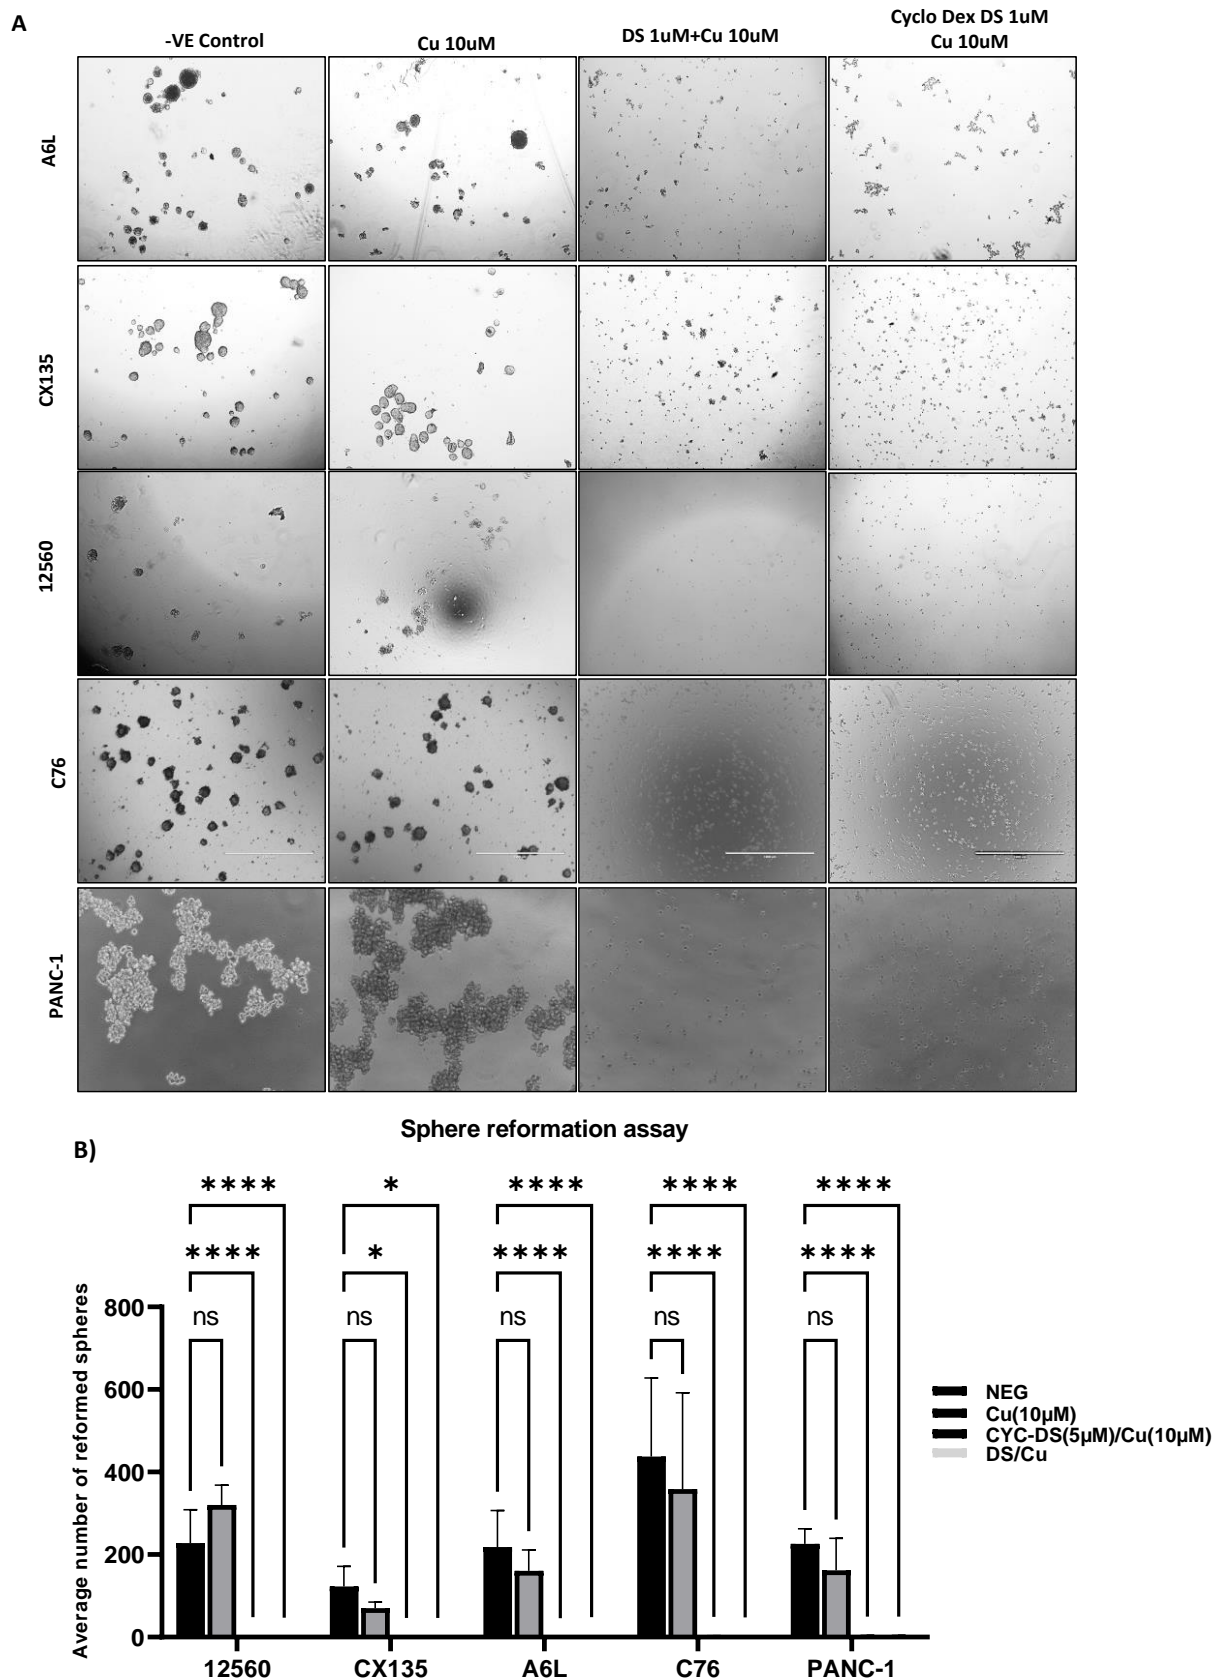 A
-VE Control
Cu 10uM
DS 1uM+Cu 10uM
Cyclo Dex DS 1uM
Cu 10uM
A6L
CX135
12560
C76
PANC-1
B)
Sphere reformation assay
**** * **** **** ****
**** * **** **** ****
ns ns ns ns ns
Average number of reformed spheres
800
600
400
200
0
12560 CX135 A6L C76 PANC-1
NEG
Cu(10µM)
CYC-DS(5µM)/Cu(10µM)
DS/Cu